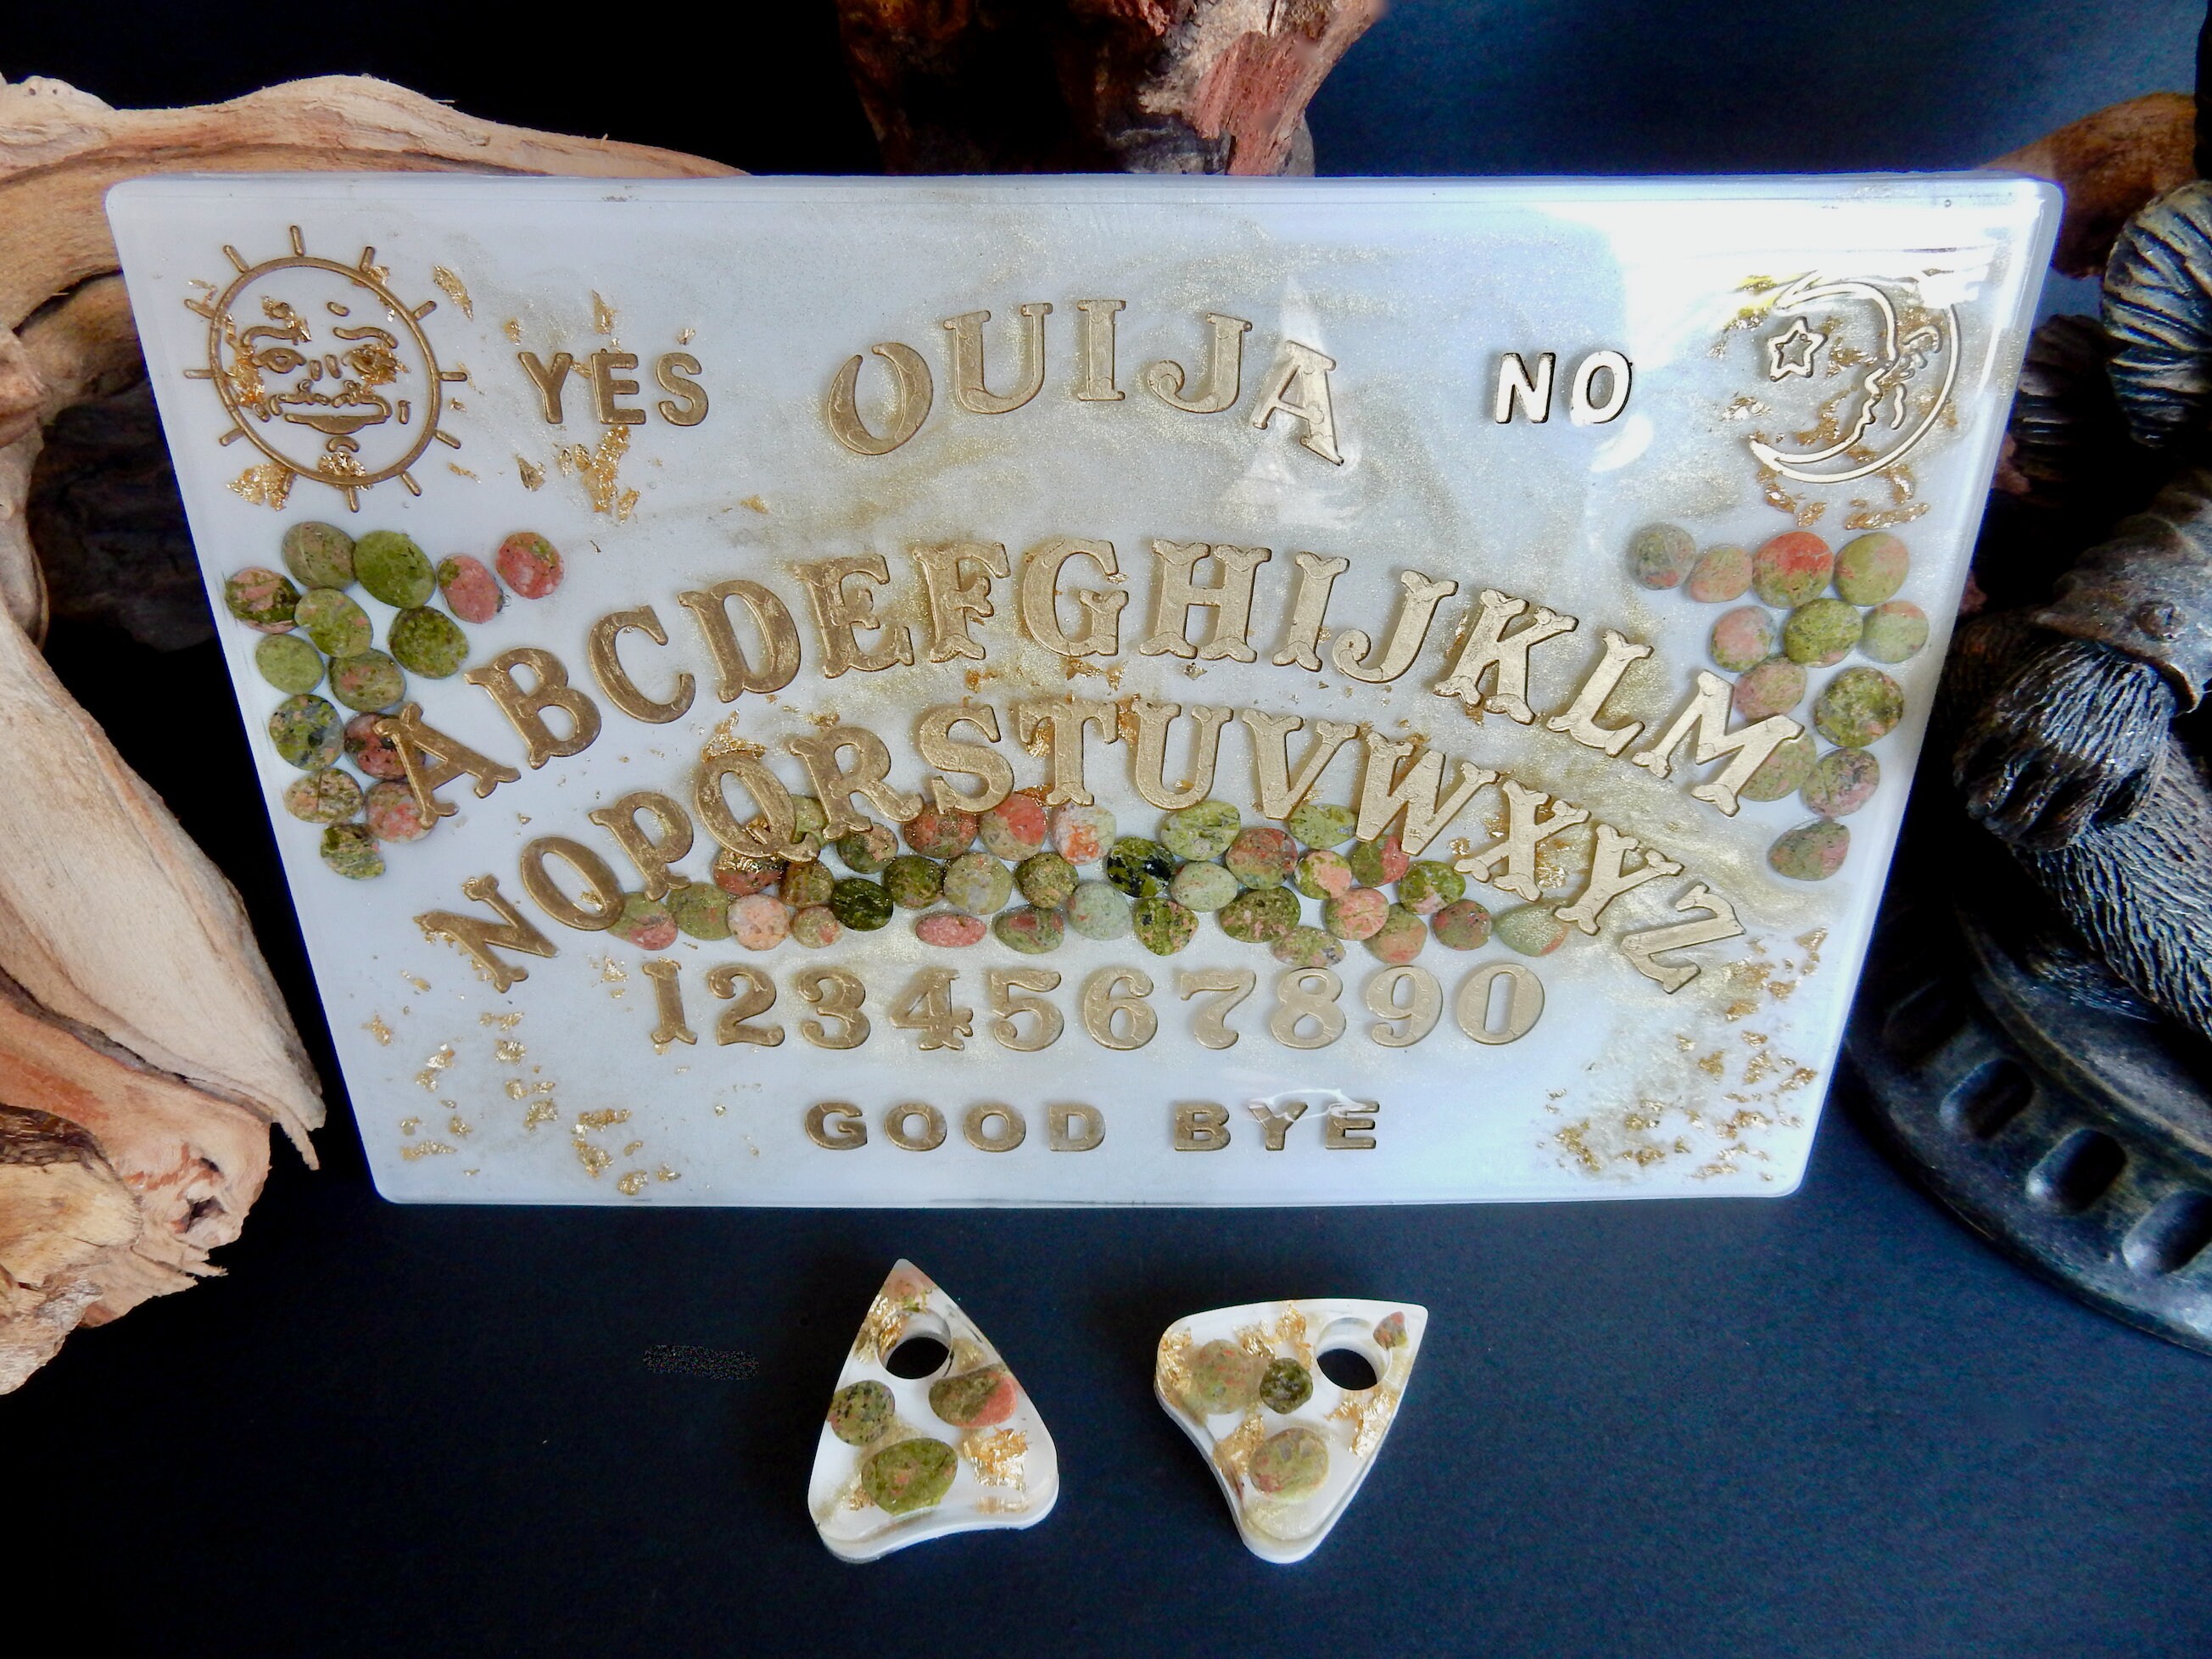 YES OUIJA NO
ABCDEFGHIJKLM
NOPQRSTUVWXYZ
1234567890
GOOD BYE